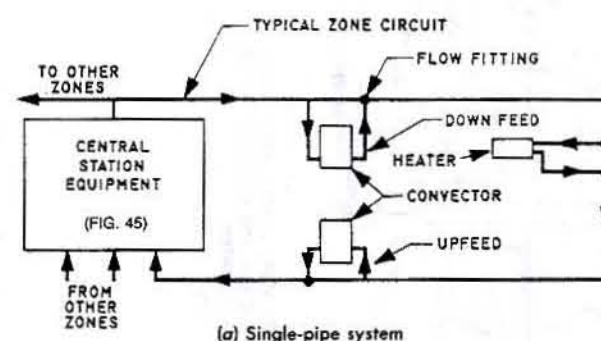 TYPICAL ZONE CIRCUIT
TO OTHER
ZONES
FLOW FITTING
CENTRAL
STATION
EQUIPMENT
(FIG. 45)
DOWN FEED
HEATER
CONVECTOR
UPFEED
FROM
OTHER
ZONES
(a) Single-pipe system